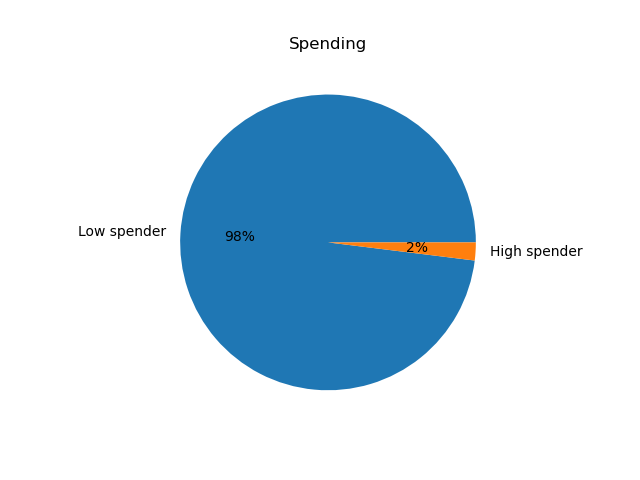 Spending
Low spender
98%
2%
High spender